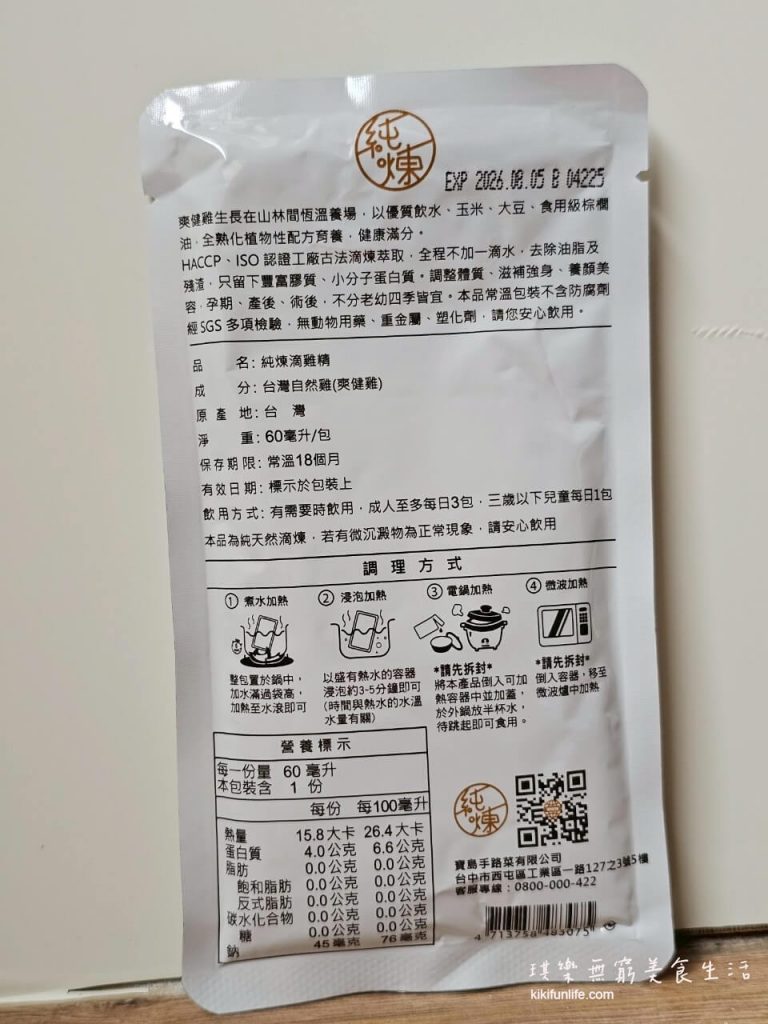 純煉
EXP 2026.08.05 B 04225
爽健雞生長在山林間恆溫養場，以優質飲水、玉米、大豆、食用級棕櫚
油，全熟化植物性配方育養，健康滿分。
HACCP、ISO 認證工廠古法滴煉萃取，全程不加一滴水，去除油脂及
殘渣，只留下豐富膠質、小分子蛋白質。調整體質、滋補強身、養顏美
容，孕期、產後、術後，不分老幼四季皆宜。本品常溫包裝不含防腐劑
經 SGS 多項檢驗，無動物用藥、重金屬、塑化劑，請您安心飲用。
品 名：純煉滴雞精
成 分：台灣自然雞(爽健雞)
原 產 地：台 灣
淨 重：60毫升/包
保存期限：常溫18個月
有效日期：標示於包裝上
飲用方式：有需要時飲用，成人至多每日3包，三歲以下兒童每日1包
本品為純天然滴煉，若有微沉澱物為正常現象，請安心飲用
調 理 方 式
① 煮水加熱
整包置於鍋中，
加水滿過袋高，
加熱至水滾即可
② 浸泡加熱
以盛有熱水的容器
浸泡約3-5分鐘即可
(時間與熱水的水溫
水量有關)
③ 電鍋加熱
*請先拆封*
將本產品倒入可加
熱容器中並加蓋，
於外鍋放半杯水，
待跳起即可食用。
④ 微波加熱
*請先拆封*
倒入容器，移至
微波爐中加熱
營養標示
每一份量 60 毫升
本包裝含 1 份
每份 每100毫升
熱量 15.8 大卡 26.4 大卡
蛋白質 4.0 公克 6.6 公克
脂肪 0.0 公克 0.0 公克
飽和脂肪 0.0 公克 0.0 公克
反式脂肪 0.0 公克 0.0 公克
碳水化合物 0.0 公克 0.0 公克
糖 0.0 公克 0.0 公克
鈉 45 毫克 76 毫克
純煉
寶島手路菜有限公司
台中市西屯區工業區一路127之3號5樓
客服專線：0800-000-422
4 713758 483075
琪樂無窮美食生活
kikifunlife.com